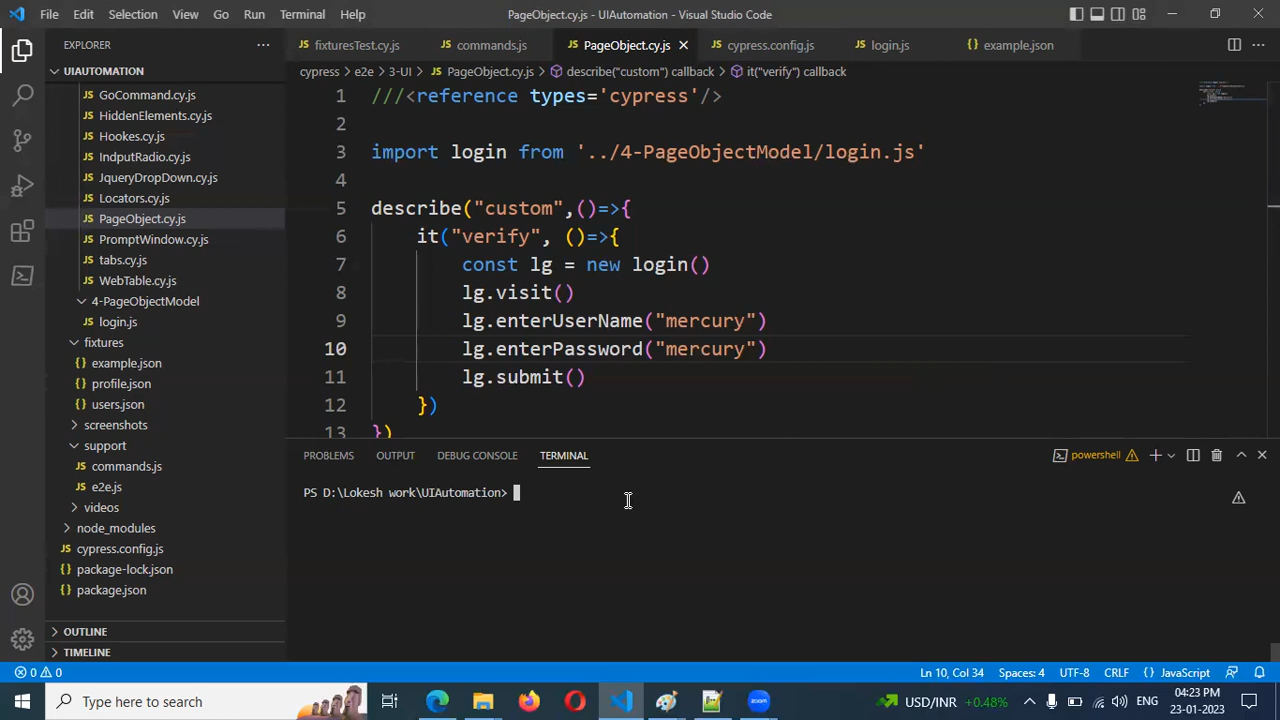 File Edit Selection View Go Run Terminal Help
PageObject.cy.js - UIAutomation - Visual Studio Code
EXPLORER
UIAUTOMATION
GoCommand.cy.js
HiddenElements.cy.js
Hookes.cy.js
IndputRadio.cy.js
JqueryDropDown.cy.js
Locators.cy.js
PageObject.cy.js
PromptWindow.cy.js
tabs.cy.js
WebTable.cy.js
4-PageObjectModel
login.js
fixtures
example.json
profile.json
users.json
screenshots
support
commands.js
e2e.js
videos
node_modules
cypress.config.js
package-lock.json
package.json
OUTLINE
TIMELINE
fixturesTest.cy.js commands.js PageObject.cy.js cypress.config.js login.js example.json
cypress > e2e > 3-UI > PageObject.cy.js > describe("custom") callback > it("verify") callback
1 ///<reference types='cypress'/>
2
3 import login from '../4-PageObjectModel/login.js'
4
5 describe("custom",()=>{
6 it("verify", ()=>{
7 const lg = new login()
8 lg.visit()
9 lg.enterUserName("mercury")
10 lg.enterPassword("mercury")
11 lg.submit()
12 })
13 })
PROBLEMS OUTPUT DEBUG CONSOLE TERMINAL
powershell
PS D:\Lokesh work\UIAutomation>
0 0
Ln 10, Col 34 Spaces: 4 UTF-8 CRLF {} JavaScript
Type here to search
USD/INR +0.48% ENG
04:23 PM
23-01-2023